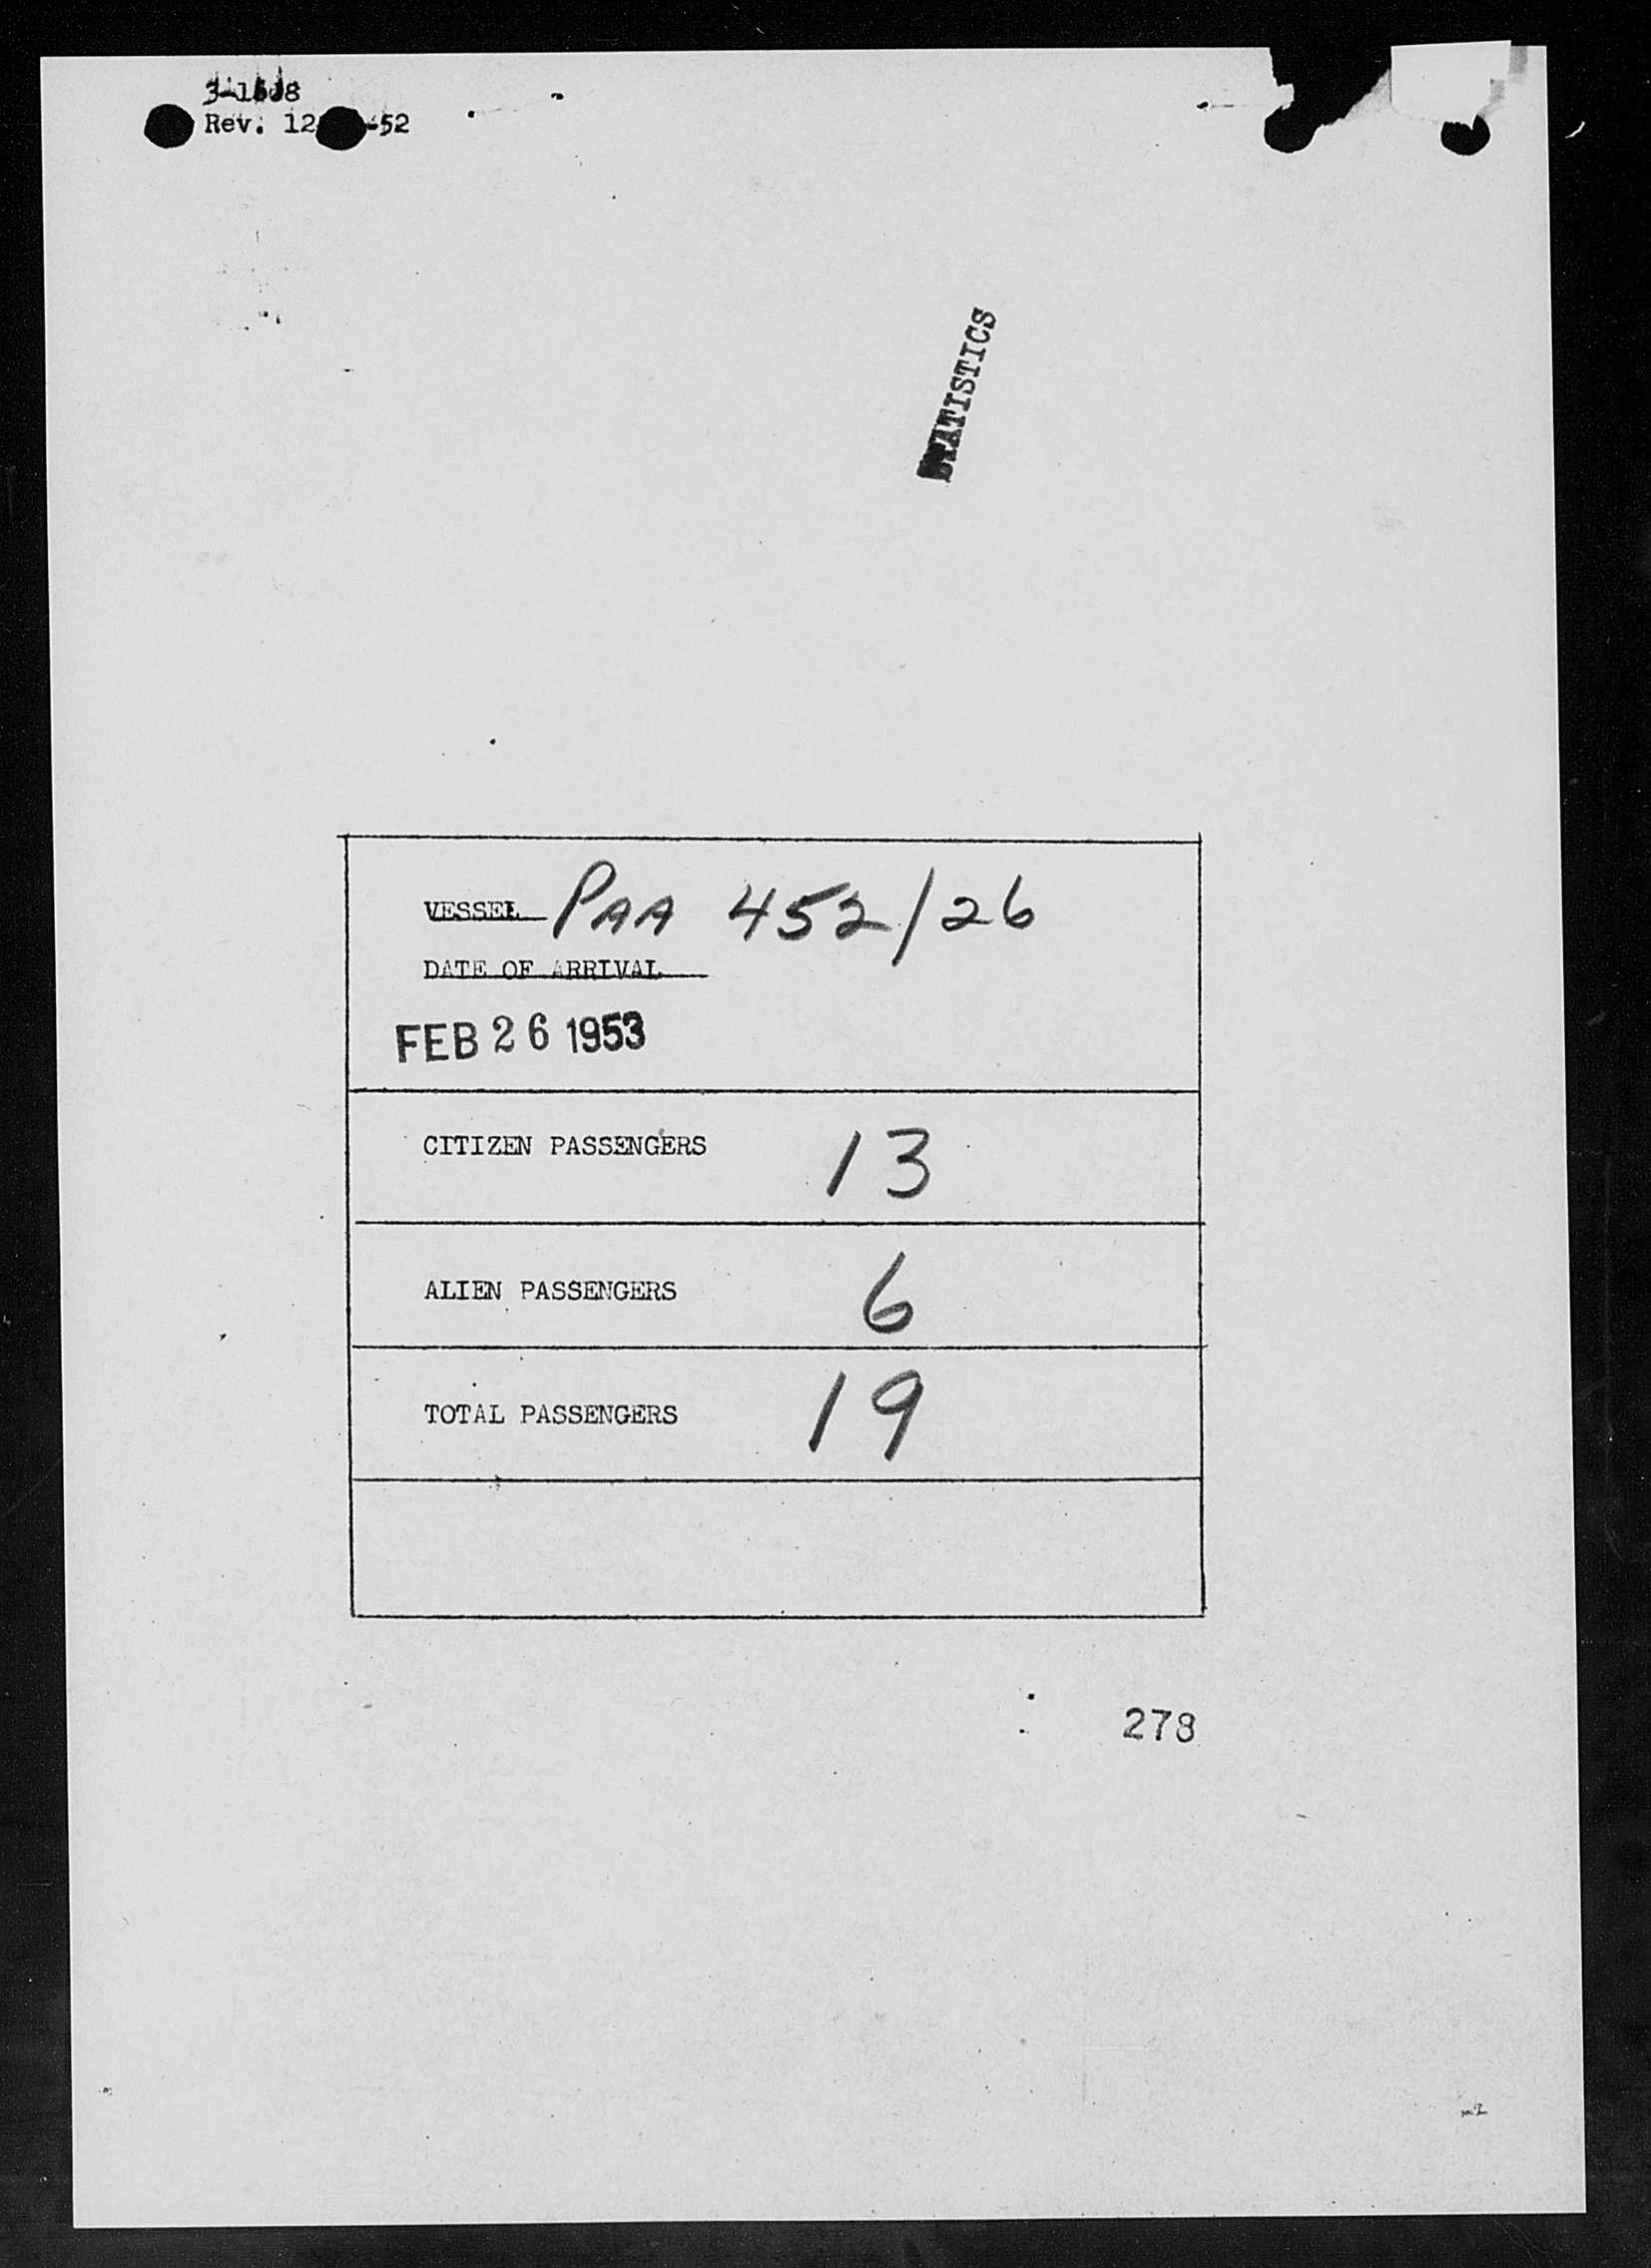 Rev. 12 -52
STATISTICS
VESSEL PAA 452/26
DATE OF ARRIVAL
FEB 26 1953
CITIZEN PASSENGERS 13
ALIEN PASSENGERS 6
TOTAL PASSENGERS 19
278